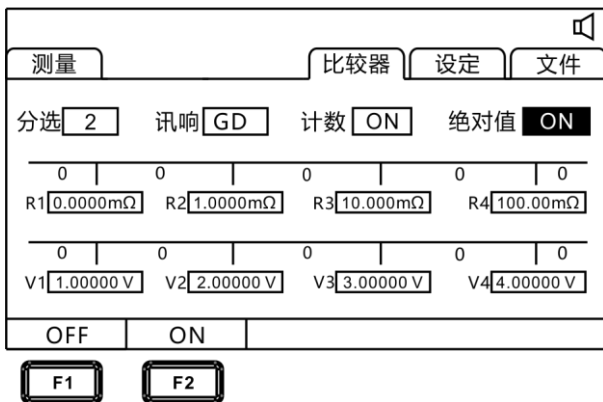 测量 比较器 设定 文件
分选 2 讯响 GD 计数 ON 绝对值 ON
0 0 0 0 0
R1 0.0000mΩ R2 1.0000mΩ R3 10.000mΩ R4 100.00mΩ
0 0 0 0 0
V1 1.00000 V V2 2.00000 V V3 3.00000 V V4 4.00000 V
OFF ON
F1 F2